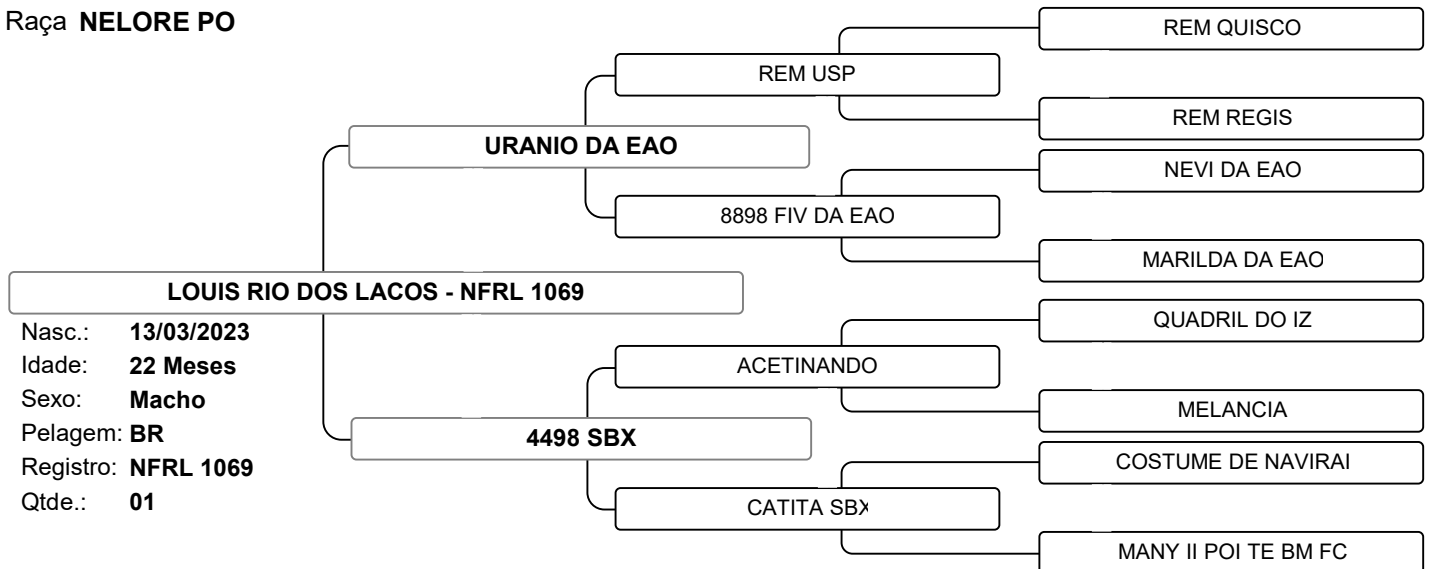 Raça NELORE PO
REM QUISCO
REM USP
REM REGIS
URANIO DA EAO
NEVI DA EAO
8898 FIV DA EAO
MARILDA DA EAO
LOUIS RIO DOS LACOS - NFRL 1069
Nasc.: 13/03/2023
Idade: 22 Meses
Sexo: Macho
Pelagem: BR
Registro: NFRL 1069
Qtde.: 01
QUADRIL DO IZ
ACETINANDO
MELANCIA
4498 SBX
COSTUME DE NAVIRAI
CATITA SBX
MANY II POI TE BM FC